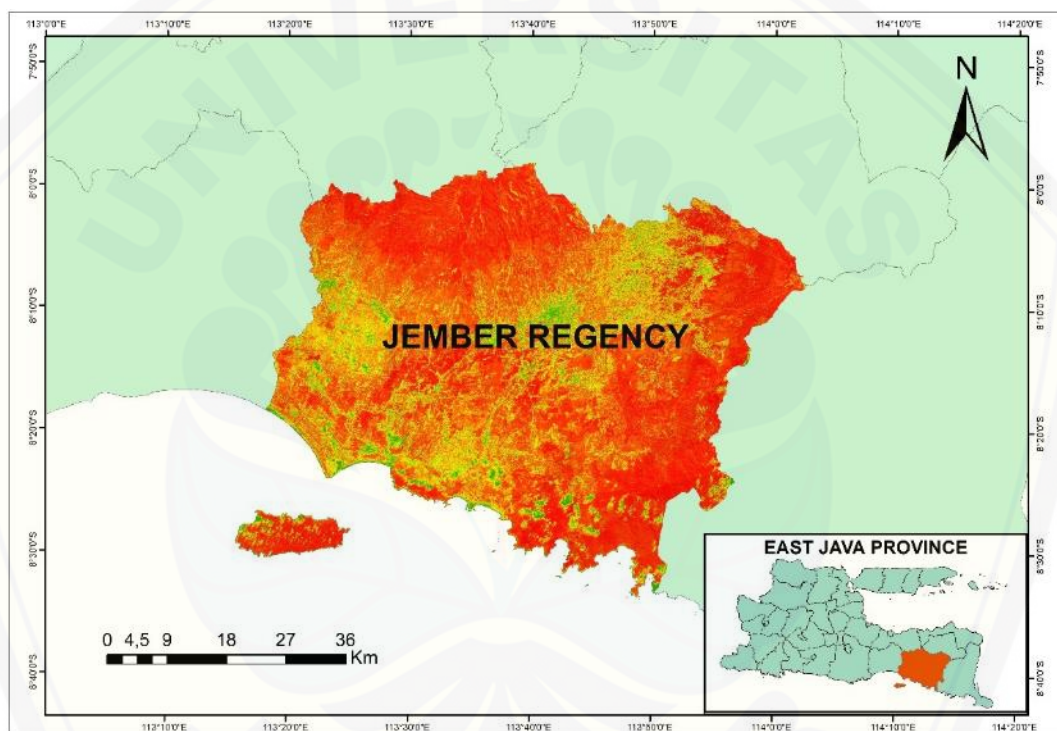 113°0'0"E 113°10'0"E 113°20'0"E 113°30'0"E 113°40'0"E 113°50'0"E 114°0'0"E 114°10'0"E 114°20'0"E
7°50'0"S 7°50'0"S
N
UNIVERSITAS
8°0'0"S 8°0'0"S
8°10'0"S 8°10'0"S
JEMBER REGENCY
8°20'0"S 8°20'0"S
8°30'0"S 8°30'0"S
EAST JAVA PROVINCE
0 4,5 9 18 27 36
Km
8°40'0"S 8°40'0"S
113°10'0"E 113°20'0"E 113°30'0"E 113°40'0"E 113°50'0"E 114°0'0"E 114°10'0"E 114°20'0"E